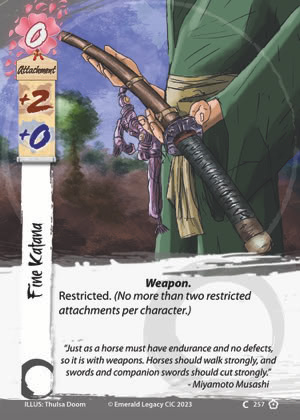 0
Attachment
+2
+0
Fine Katana
Weapon.
Restricted. (No more than two restricted
attachments per character.)
“Just as a horse must have endurance and no defects,
so it is with weapons. Horses should walk strongly, and
swords and companion swords should cut strongly.”
- Miyamoto Musashi
ILLUS: Thulsa Doom © Emerald Legacy CIC 2023 C 257